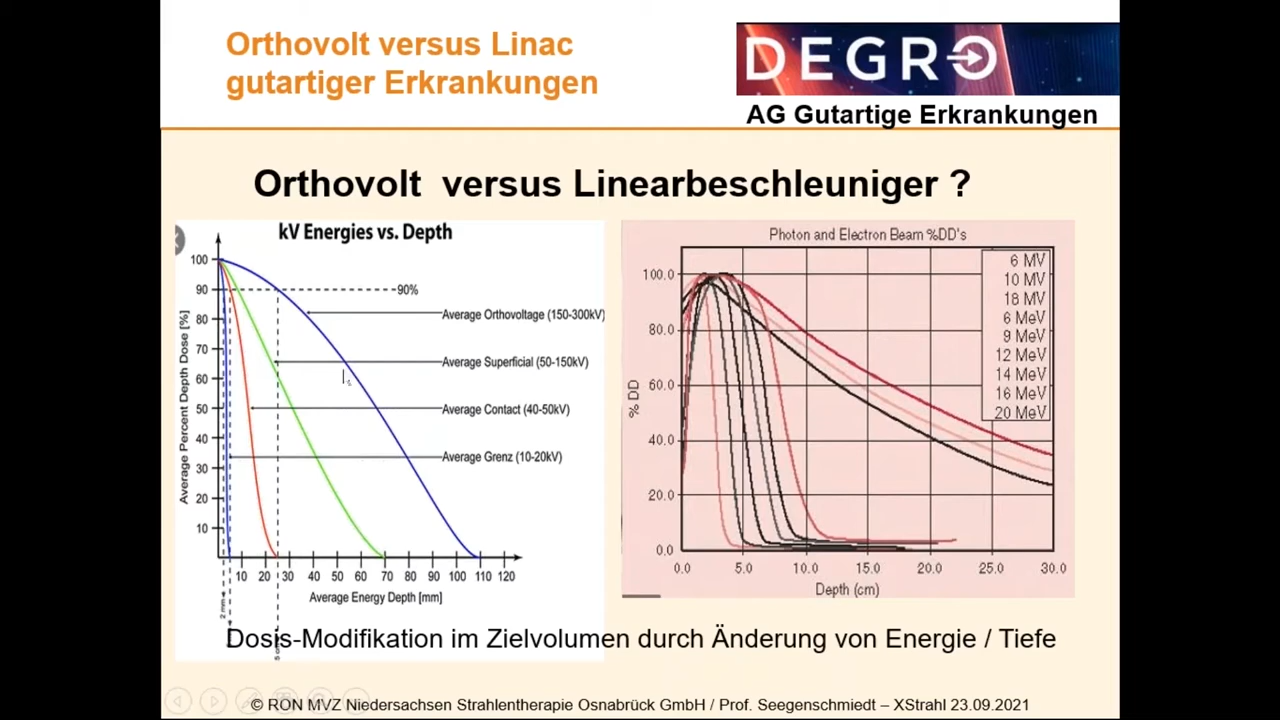 Orthovolt versus Linac
gutartiger Erkrankungen
DEGRO
AG Gutartige Erkrankungen
Orthovolt versus Linearbeschleuniger ?
kV Energies vs. Depth
Average Percent Depth Dose [%]
100
90
80
70
60
50
40
30
20
10
90%
Average Orthovoltage (150-300kV)
Average Superficial (50-150kV)
Average Contact (40-50kV)
Average Grenz (10-20kV)
10 20 30 40 50 60 70 80 90 100 110 120
Average Energy Depth [mm]
2 mm
Photon and Electron Beam %DD's
6 MV
10 MV
18 MV
6 MeV
9 MeV
12 MeV
14 MeV
16 MeV
20 MeV
% DD
100.0
80.0
60.0
40.0
20.0
0.0
0.0 5.0 10.0 15.0 20.0 25.0 30.0
Depth (cm)
Dosis-Modifikation im Zielvolumen durch Änderung von Energie / Tiefe
© RON MVZ Niedersachsen Strahlentherapie Osnabrück GmbH / Prof. Seegenschmiedt – XStrahl 23.09.2021